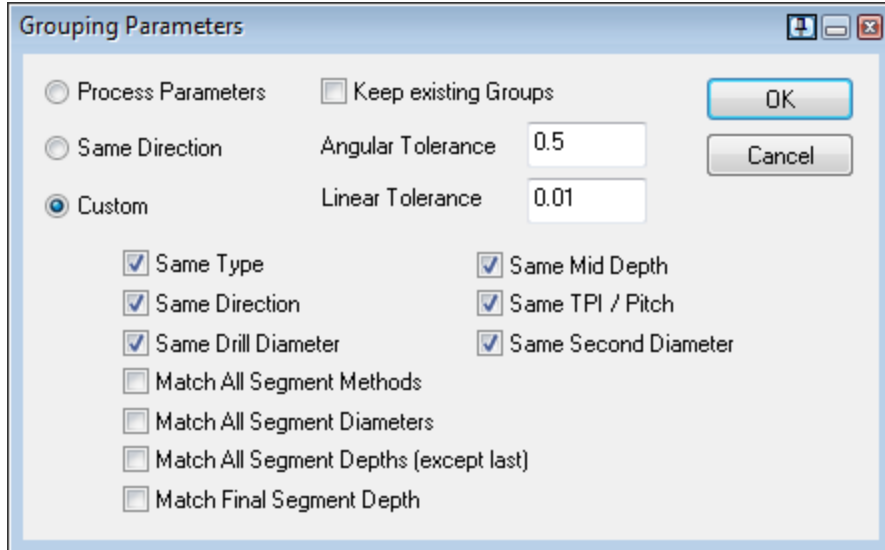 Grouping Parameters
Process Parameters
Keep existing Groups
OK
Same Direction
Angular Tolerance
0.5
Cancel
Custom
Linear Tolerance
0.01
Same Type
Same Mid Depth
Same Direction
Same TPI / Pitch
Same Drill Diameter
Same Second Diameter
Match All Segment Methods
Match All Segment Diameters
Match All Segment Depths (except last)
Match Final Segment Depth